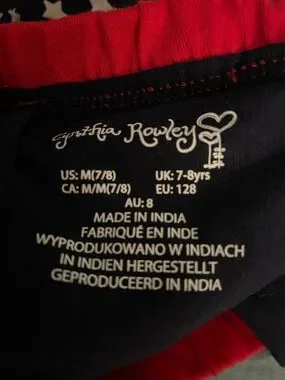 Cynthia Rowley
US: M(7/8) UK: 7-8yrs
CA: M/M(7/8) EU: 128
AU: 8
MADE IN INDIA
FABRIQUÉ EN INDE
WYPRODUKOWANO W INDIACH
IN INDIEN HERGESTELLT
GEPRODUCEERD IN INDIA